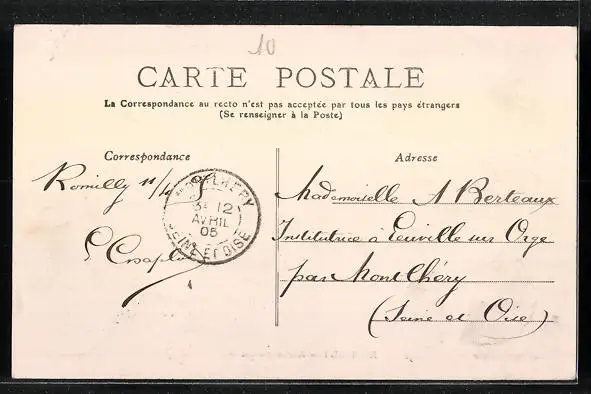 10
CARTE POSTALE
La Correspondance au recto n'est pas acceptée par tous les pays étrangers
(Se renseigner à la Poste)
Correspondance
Adresse
Romilly 11/4
MONTLHERY
3E 12
AVRIL
05
SEINE ET OISE
Mademoiselle A Berteaux
Institutrice à Leuville sur Orge
par Montlhéry
(Seine et Oise)